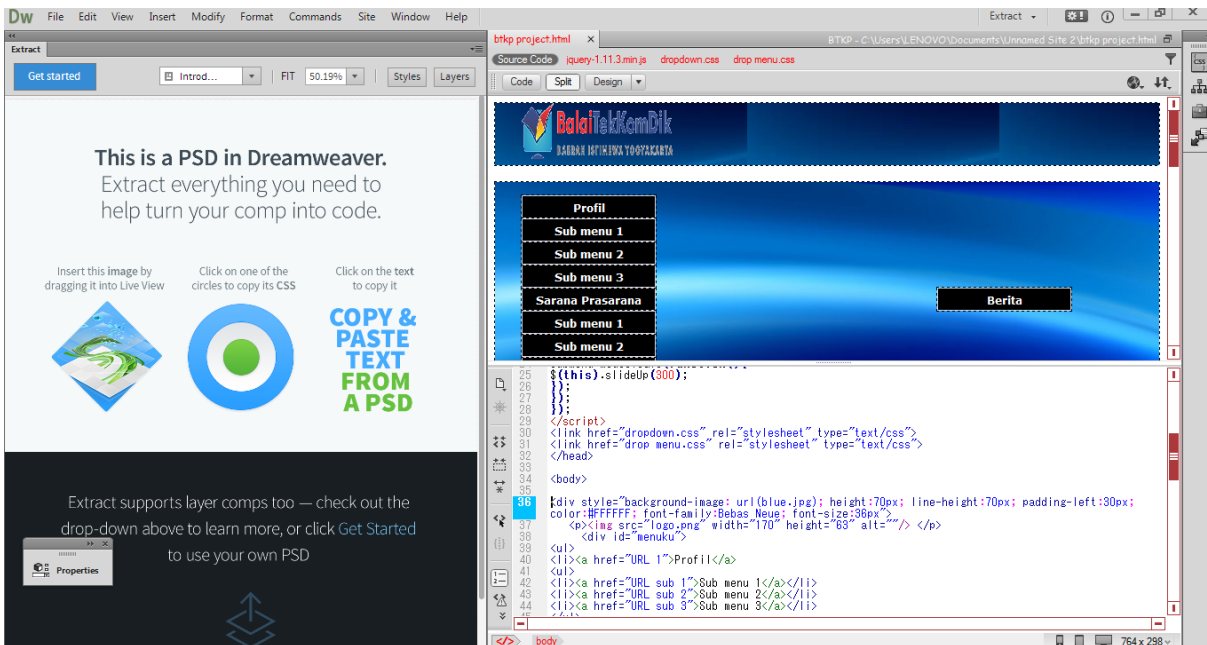 Dw File Edit View Insert Modify Format Commands Site Window Help Extract
Extract
Get started Introd... FIT 50.19% Styles Layers
This is a PSD in Dreamweaver.
Extract everything you need to
help turn your comp into code.
Insert this image by
dragging it into Live View
Click on one of the
circles to copy its CSS
Click on the text
to copy it
COPY &
PASTE
TEXT
FROM
A PSD
Extract supports layer comps too — check out the
drop-down above to learn more, or click Get Started
to use your own PSD
Properties
btkp project.html x BTKP - C:\Users\LENOVO\Documents\Unnamed Site 2\btkp project.html
Source Code jquery-1.11.3.min.js dropdown.css drop menu.css
Code Split Design
BalaiTekKomDik
DAERAH ISTIMEWA YOGYAKARTA
Profil
Sub menu 1
Sub menu 2
Sub menu 3
Sarana Prasarana
Berita
Sub menu 1
Sub menu 2
25 $(this).slideUp(300);
26 });
27 });
28 });
29 </script>
30 <link href="dropdown.css" rel="stylesheet" type="text/css">
31 <link href="drop menu.css" rel="stylesheet" type="text/css">
32 </head>
33
34 <body>
35
36 <div style="background-image: url(blue.jpg); height:70px; line-height:70px; padding-left:30px;
color:#FFFFFF; font-family:Bebas Neue; font-size:36px">
37 <p><img src="logo.png" width="170" height="63" alt=""/> </p>
38 <div id="menuku">
39 <ul>
40 <li><a href="URL 1">Profil</a>
41 <ul>
42 <li><a href="URL sub 1">Sub menu 1</a></li>
43 <li><a href="URL sub 2">Sub menu 2</a></li>
44 <li><a href="URL sub 3">Sub menu 3</a></li>
</> body 764 x 298